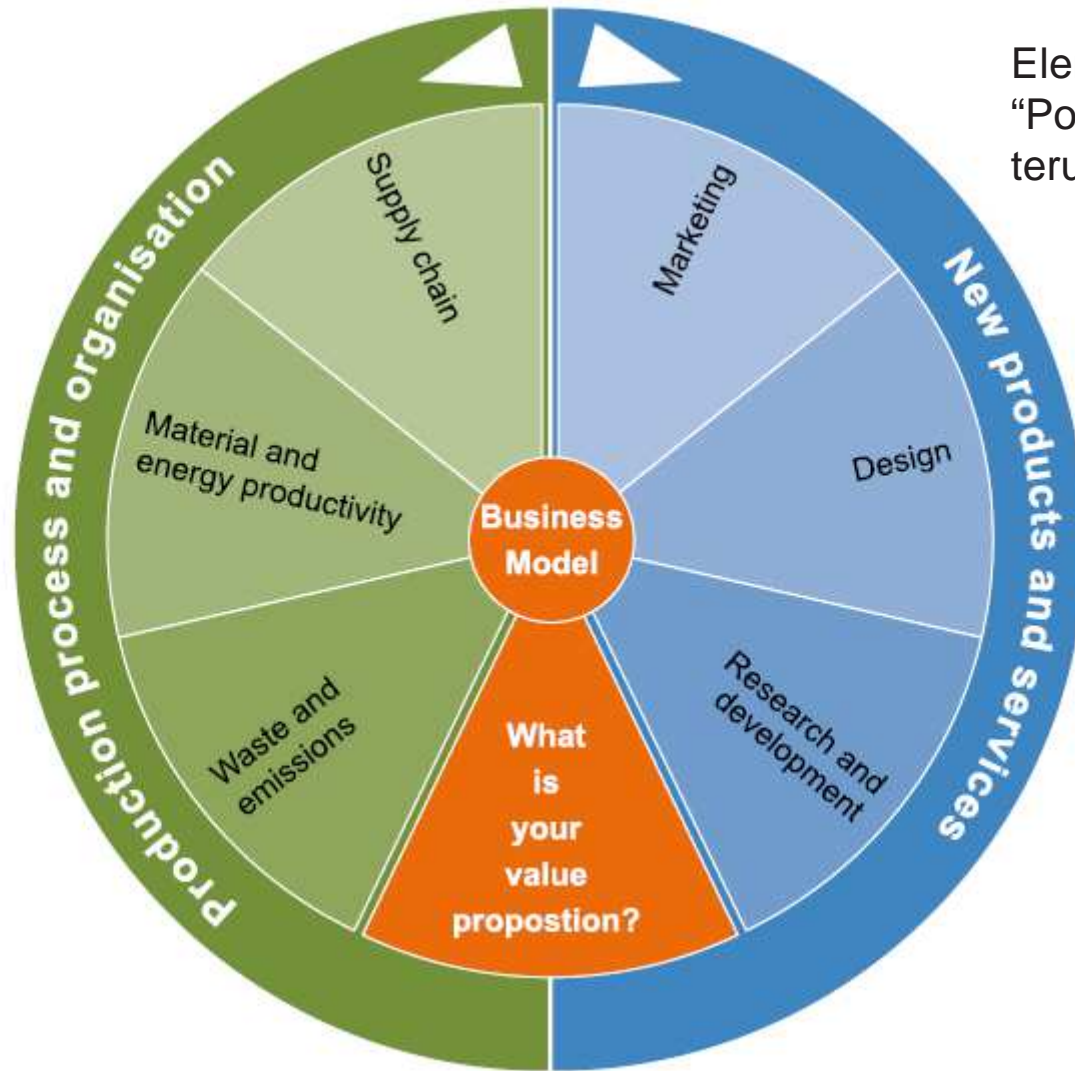 Ele
“Po
teru
Production process and organisation
New products and services
Supply chain
Marketing
Material and
energy productivity
Design
Business
Model
Waste and
emissions
Research and
development
What
is
your
value
propostion?